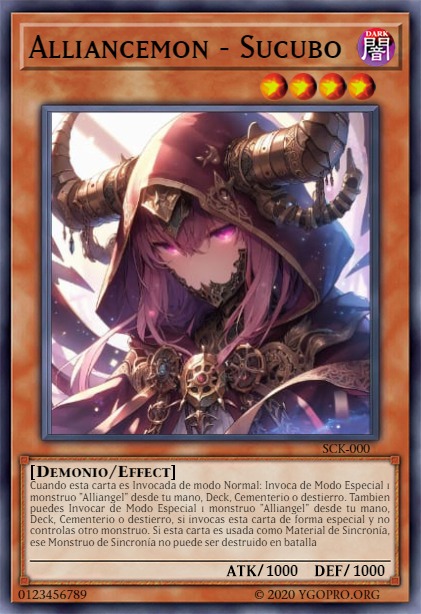 Alliancemon - Sucubo
DARK
闇
SCK-000
[Demonio/Effect]
Cuando esta carta es Invocada de modo Normal: Invoca de Modo Especial 1
monstruo "Alliangel" desde tu mano, Deck, Cementerio o destierro. Tambien
puedes Invocar de Modo Especial 1 monstruo "Alliangel" desde tu mano,
Deck, Cementerio o destierro, si invocas esta carta de forma especial y no
controlas otro monstruo. Si esta carta es usada como Material de Sincronía,
ese Monstruo de Sincronía no puede ser destruido en batalla
ATK/1000 DEF/1000
0123456789 © 2020 YGOPRO.ORG